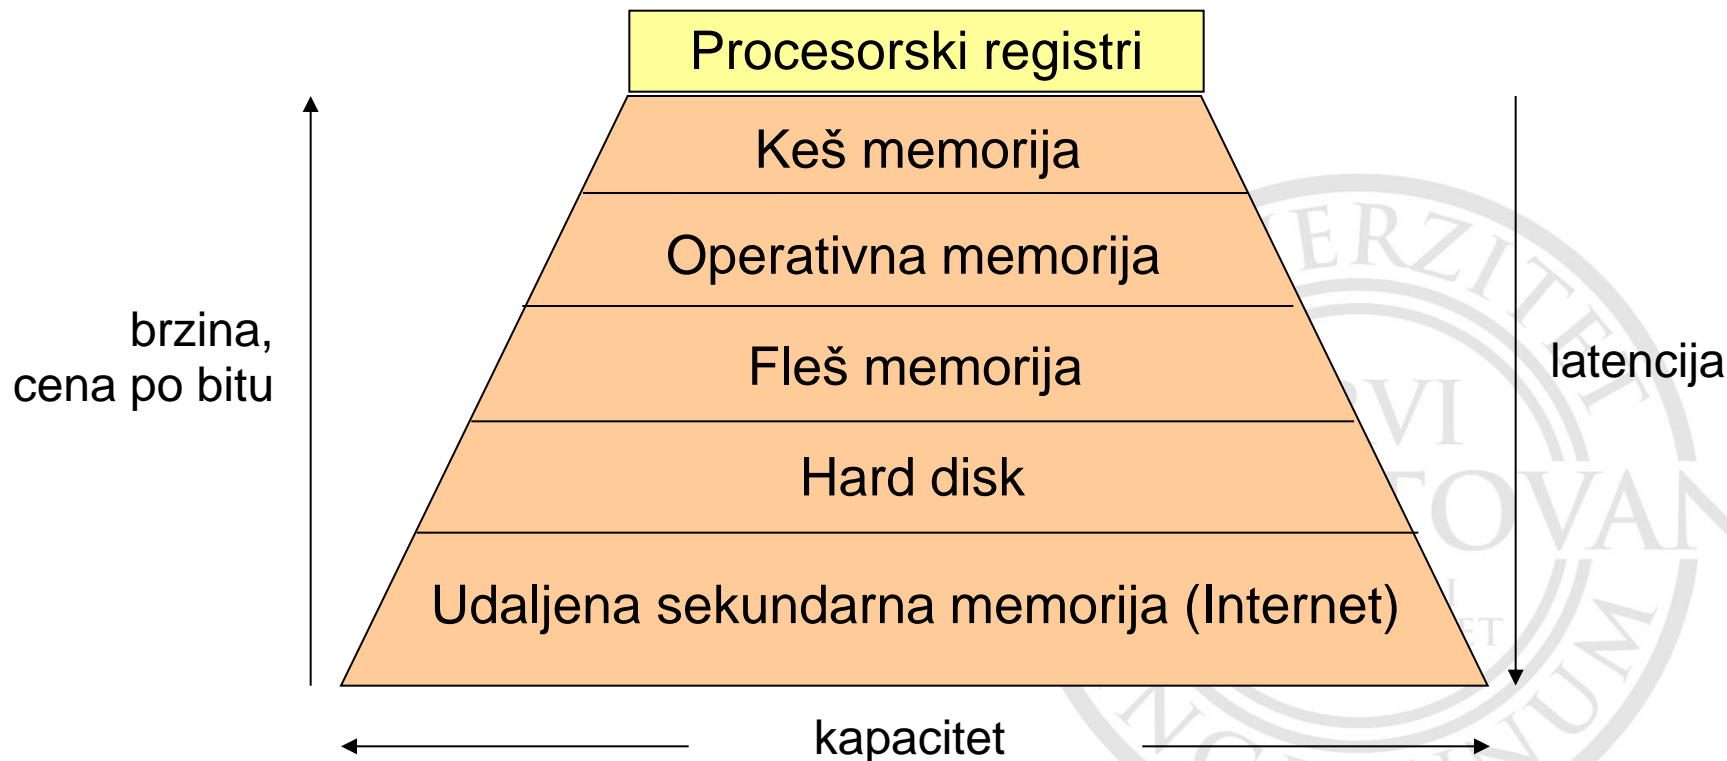 Procesorski registri
Keš memorija
Operativna memorija
brzina,
cena po bitu
Fleš memorija
latencija
Hard disk
Udaljena sekundarna memorija (Internet)
kapacitet